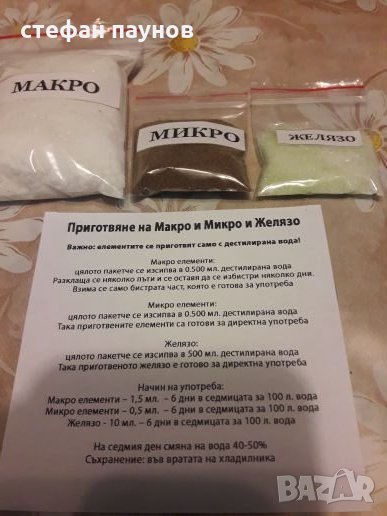 стефан паунов
МАКРО
МИКРО
ЖЕЛЯЗО
Приготвяне на Макро и Микро и Желязо
Важно: елементите се приготвят само с дестилирана вода!
Макро елементи:
цялото пакетче се изсипва в 0.500 мл. дестилирана вода
Разклаща се няколко пъти и се оставя да се избистри няколко дни.
Взима се само бистрата част, която е готова за употреба
Микро елементи:
цялото пакетче се изсипва в 0.500 мл. дестилирана вода
Така приготвените елементи са готови за директна употреба
Желязо:
цялото пакетче се изсипва в 500 мл. дестилирана вода
Така приготвеното желязо е готово за директна употреба
Начин на употреба:
Макро елементи – 1,5 мл. – 6 дни в седмицата за 100 л. вода
Микро елементи – 0,5 мл. – 6 дни в седмицата за 100 л. вода
Желязо - 10 мл. – 6 дни в седмицата за 100 л. вода
На седмия ден смяна на вода 40-50%
Съхранение: във вратата на хладилника
BAZAR